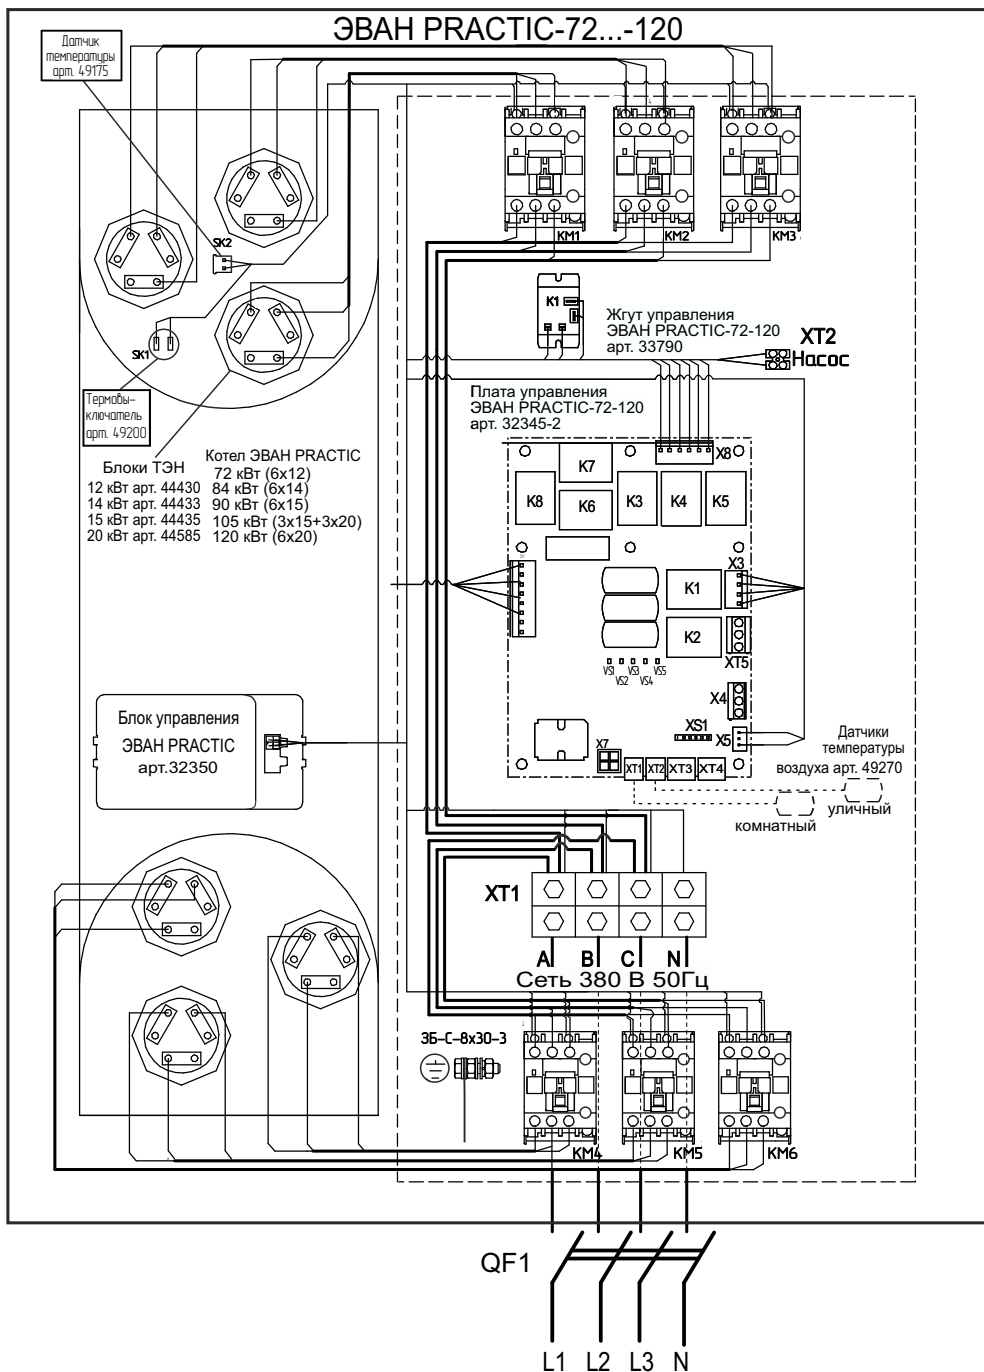 ЭВАН PRACTIC-72...-120
Датчик
температуры
арт. 49175
KM1
KM2
KM3
SK2
SK1
K1
Жгут управления
ЭВАН PRACTIC-72-120
арт. 33790
XT2
Насос
Термовы-
ключатель
арт. 49200
Плата управления
ЭВАН PRACTIC-72-120
арт. 32345-2
Блоки ТЭН
12 кВт арт. 44430
14 кВт арт. 44433
15 кВт арт. 44435
20 кВт арт. 44585
Котел ЭВАН PRACTIC
72 кВт (6х12)
84 кВт (6х14)
90 кВт (6х15)
105 кВт (3х15+3х20)
120 кВт (6х20)
X8
K7
K8
K6
K3
K4
K5
X3
K1
K2
XT5
VS1
VS2
VS3
VS4
VS5
X4
XS1
X5
X7
XT1
XT2
XT3
XT4
Блок управления
ЭВАН PRACTIC
арт.32350
Датчики
температуры
воздуха арт. 49270
уличный
комнатный
XT1
A B C N
Сеть 380 В 50Гц
ЗБ-С-8х30-3
KM4
KM5
KM6
QF1
L1 L2 L3 N